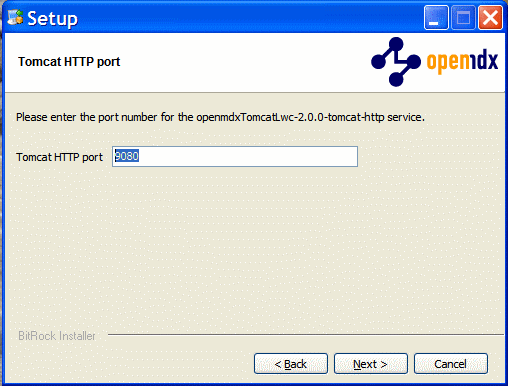 Setup
Tomcat HTTP port
openmdx
Please enter the port number for the openmdxTomcatLwc-2.0.0-tomcat-http service.
Tomcat HTTP port 9080
BitRock Installer
< Back Next > Cancel